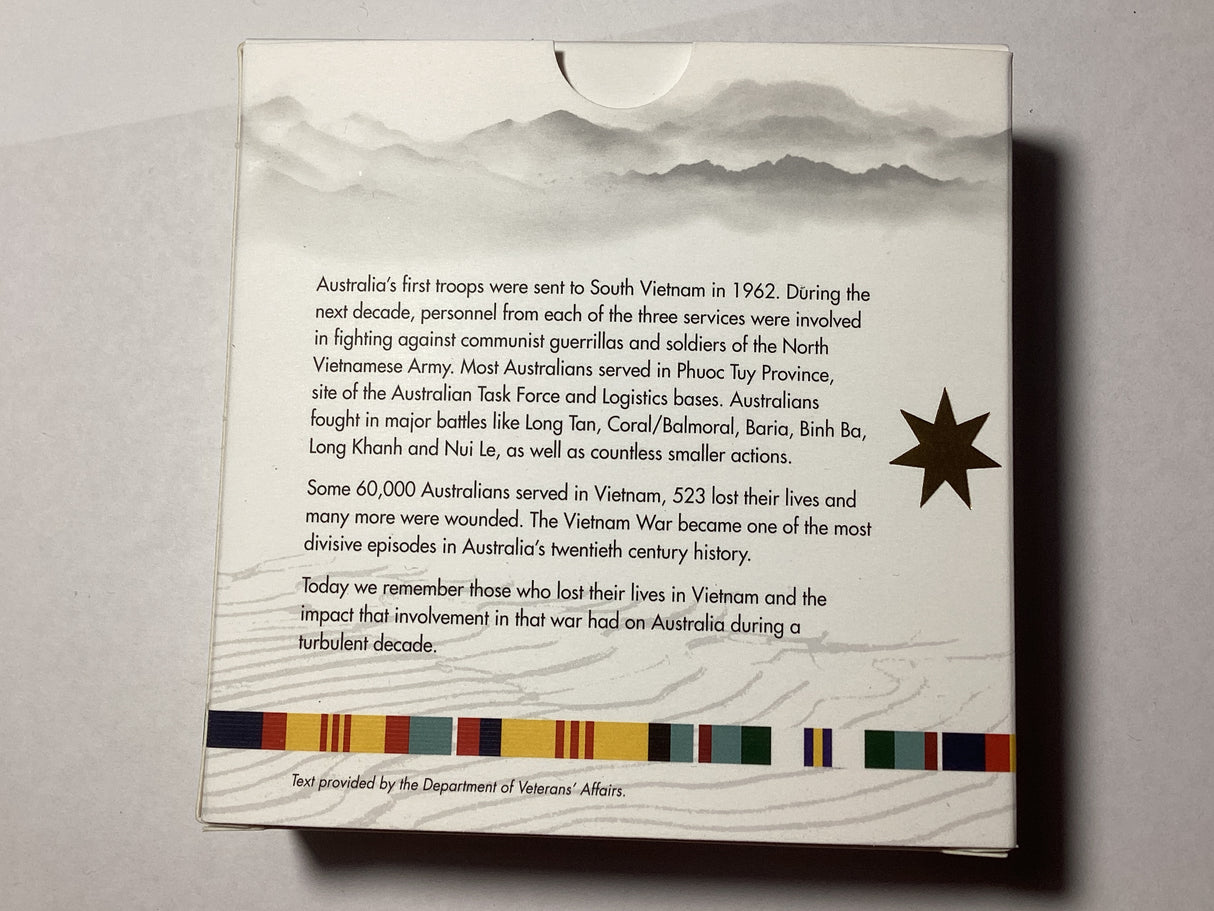 Australia's first troops were sent to South Vietnam in 1962. During the
next decade, personnel from each of the three services were involved
in fighting against communist guerrillas and soldiers of the North
Vietnamese Army. Most Australians served in Phuoc Tuy Province,
site of the Australian Task Force and Logistics bases. Australians
fought in major battles like Long Tan, Coral/Balmoral, Baria, Binh Ba,
Long Khanh and Nui Le, as well as countless smaller actions.
Some 60,000 Australians served in Vietnam, 523 lost their lives and
many more were wounded. The Vietnam War became one of the most
divisive episodes in Australia's twentieth century history.
Today we remember those who lost their lives in Vietnam and the
impact that involvement in that war had on Australia during a
turbulent decade.
Text provided by the Department of Veterans' Affairs.